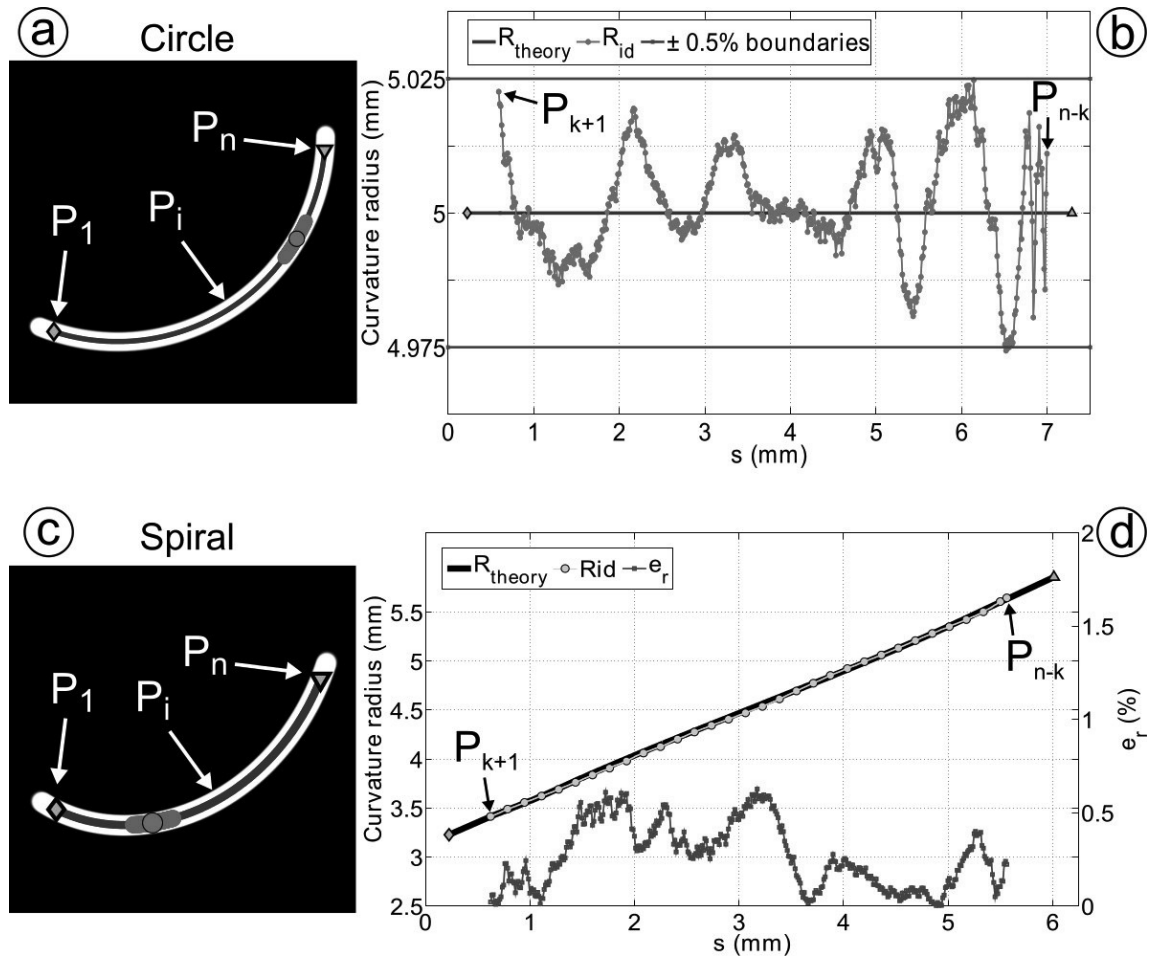 a
Circle
P1
Pi
Pn
b
Rtheory Rid ± 0.5% boundaries
Pk+1
Pn-k
Curvature radius (mm)
5.025
5
4.975
0 1 2 3 4 5 6 7
s (mm)
c
Spiral
P1
Pi
Pn
d
Rtheory Rid er
Pk+1
Pn-k
Curvature radius (mm)
5.5
5
4.5
4
3.5
3
2.5
0 1 2 3 4 5 6
s (mm)
2
1.5
1
0.5
0
er (%)